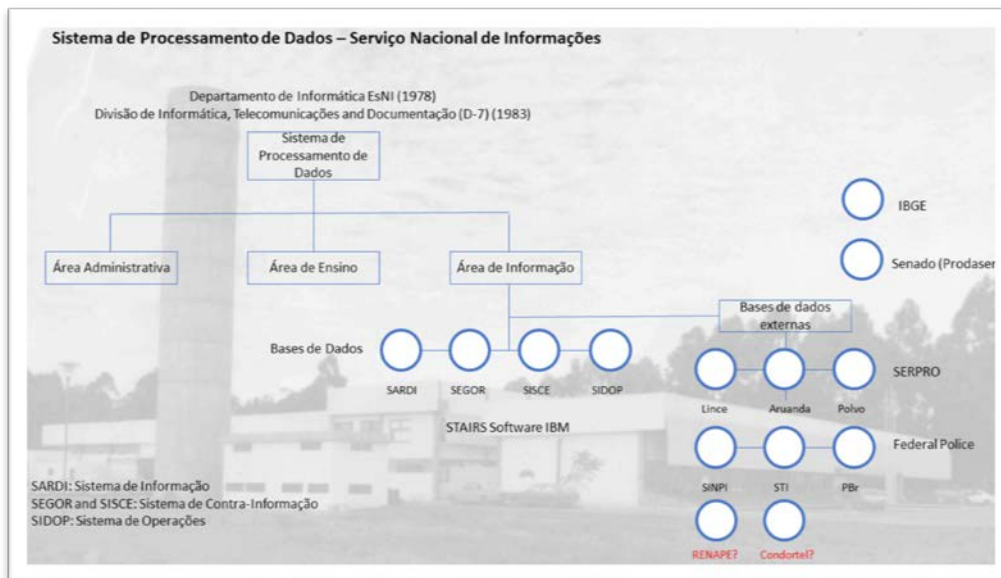 Sistema de Processamento de Dados – Serviço Nacional de Informações
Departamento de Informática EsNI (1978)
Divisão de Informática, Telecomunicações and Documentação (D-7) (1983)
Sistema de
Processamento de
Dados
IBGE
Senado (Prodasen
Área Administrativa
Área de Ensino
Área de Informação
Bases de dados
externas
Bases de Dados
SARDI
SEGOR
SISCE
SIDOP
SERPRO
Lince
Aruanda
Polvo
STAIRS Software IBM
Federal Police
SINPI
STI
PBr
SARDI: Sistema de Informação
SEGOR and SISCE: Sistema de Contra-Informação
SIDOP: Sistema de Operações
RENAPE?
Condortel?